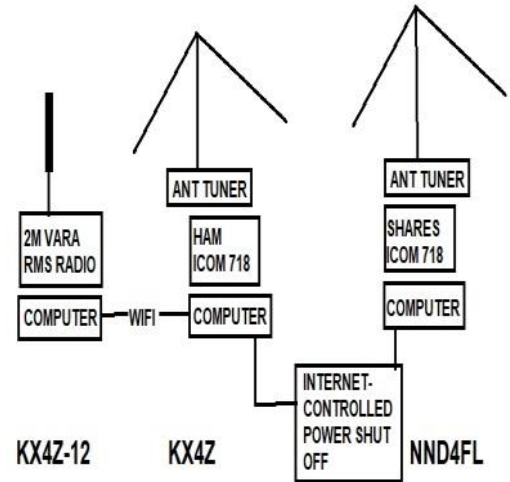 ANT TUNER
ANT TUNER
2M VARA
RMS RADIO
HAM
ICOM 718
SHARES
ICOM 718
COMPUTER
WIFI
COMPUTER
COMPUTER
INTERNET-
CONTROLLED
POWER SHUT
OFF
KX4Z-12
KX4Z
NND4FL